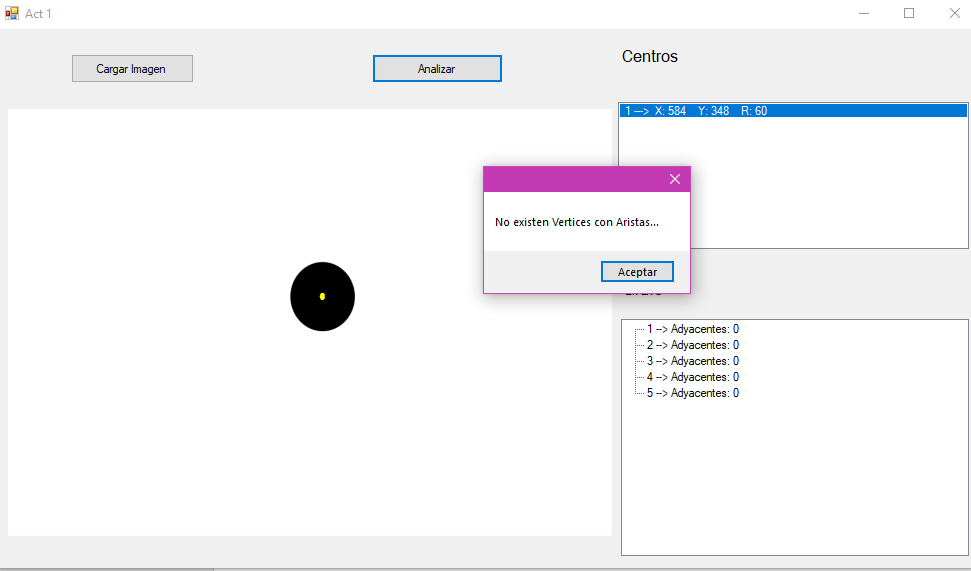 Act 1
Cargar Imagen
Analizar
Centros
1 ---> X: 584 Y: 348 R: 60
No existen Vertices con Aristas...
Aceptar
1 --> Adyacentes: 0
2 --> Adyacentes: 0
3 --> Adyacentes: 0
4 --> Adyacentes: 0
5 --> Adyacentes: 0